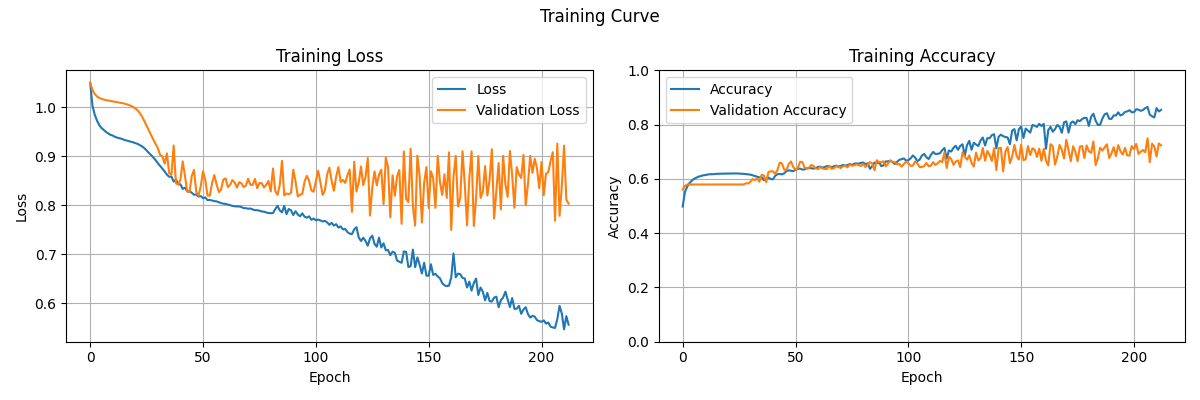 Training Curve
Training Loss
1.0
0.9
0.8
0.7
0.6
Loss
0
50
100
150
200
Epoch
Loss
Validation Loss
Training Accuracy
1.0
0.8
0.6
0.4
0.2
0.0
Accuracy
0
50
100
150
200
Epoch
Accuracy
Validation Accuracy